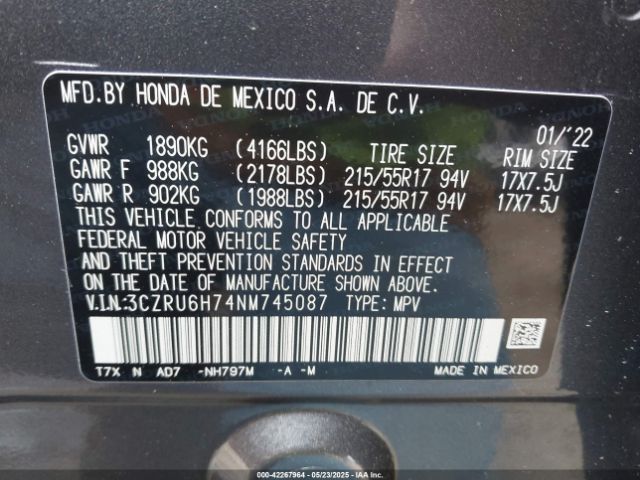 MFD.BY HONDA DE MEXICO S.A. DE C.V.
01/'22
GVWR 1890KG (4166LBS) TIRE SIZE RIM SIZE
GAWR F 988KG (2178LBS) 215/55R17 94V 17X7.5J
GAWR R 902KG (1988LBS) 215/55R17 94V 17X7.5J
THIS VEHICLE CONFORMS TO ALL APPLICABLE
FEDERAL MOTOR VEHICLE SAFETY
AND THEFT PREVENTION STANDARDS IN EFFECT
ON THE DATE OF MANUFACTURE SHOWN ABOVE.
V.I.N:3CZRU6H74NM745087 TYPE: MPV
T7X N AD7 -NH797M -A -M MADE IN MEXICO
000-42267964 | 05/23/2025 | IAA Inc.